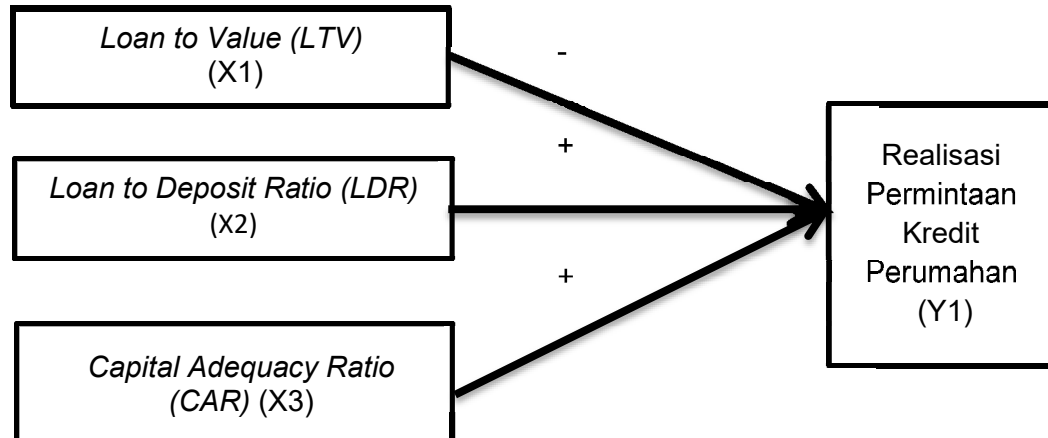 Loan to Value (LTV)
(X1)
-
+
Loan to Deposit Ratio (LDR)
(X2)
+
Capital Adequacy Ratio
(CAR) (X3)
Realisasi
Permintaan
Kredit
Perumahan
(Y1)